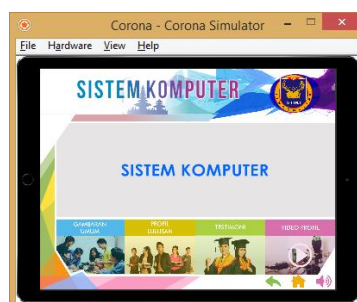 Corona - Corona Simulator
File Hardware View Help
SISTEM KOMPUTER
SISTEM KOMPUTER
GAMBARAN
UMUM
PROFIL
LULUSAN
TESTIMONI
VIDEO PROFIL